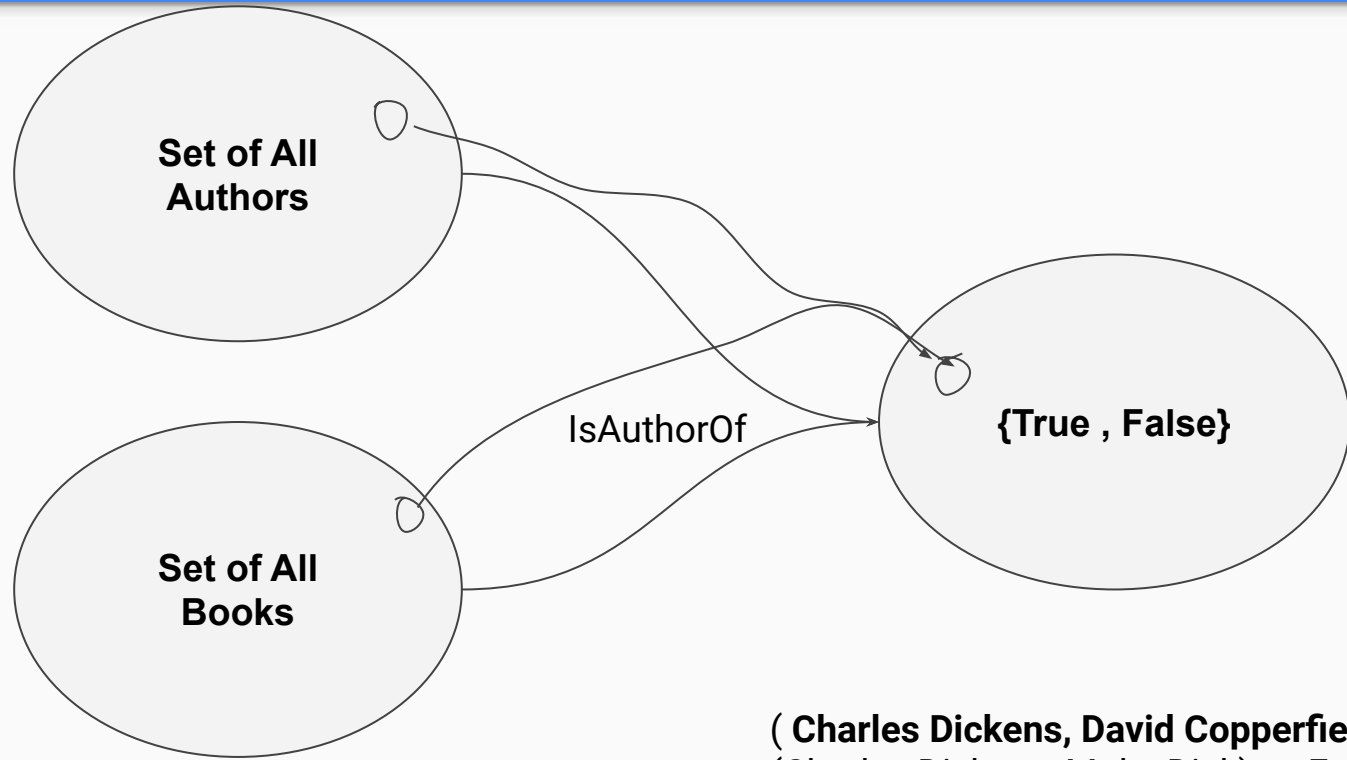 Set of All
Authors
IsAuthorOf
{True , False}
Set of All
Books
( Charles Dickens, David Copperfie